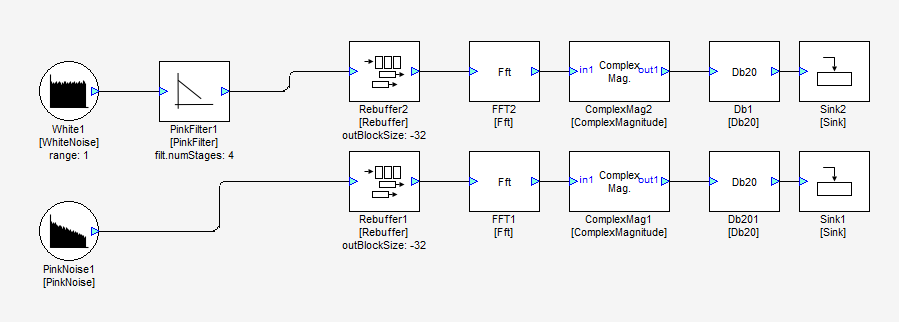 Fft
in1 Complex Mag. out1
Db20
White1
[WhiteNoise]
range: 1
PinkFilter1
[PinkFilter]
filt.numStages: 4
Rebuffer2
[Rebuffer]
outBlockSize: -32
FFT2
[Fft]
ComplexMag2
[ComplexMagnitude]
Db1
[Db20]
Sink2
[Sink]
Fft
in1 Complex Mag. out1
Db20
PinkNoise1
[PinkNoise]
Rebuffer1
[Rebuffer]
outBlockSize: -32
FFT1
[Fft]
ComplexMag1
[ComplexMagnitude]
Db201
[Db20]
Sink1
[Sink]